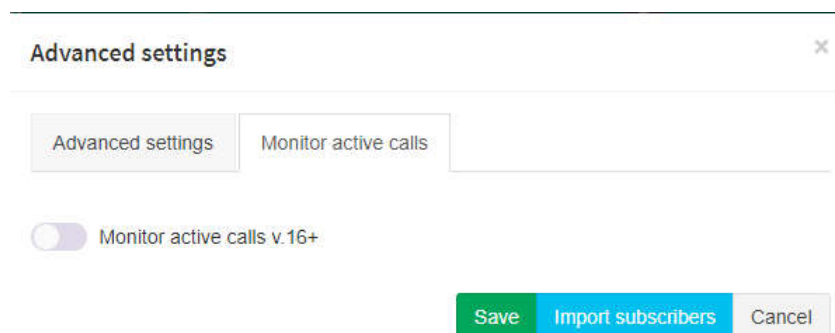 Advanced settings
×
Advanced settings Monitor active calls
Monitor active calls v.16+
Save Import subscribers Cancel